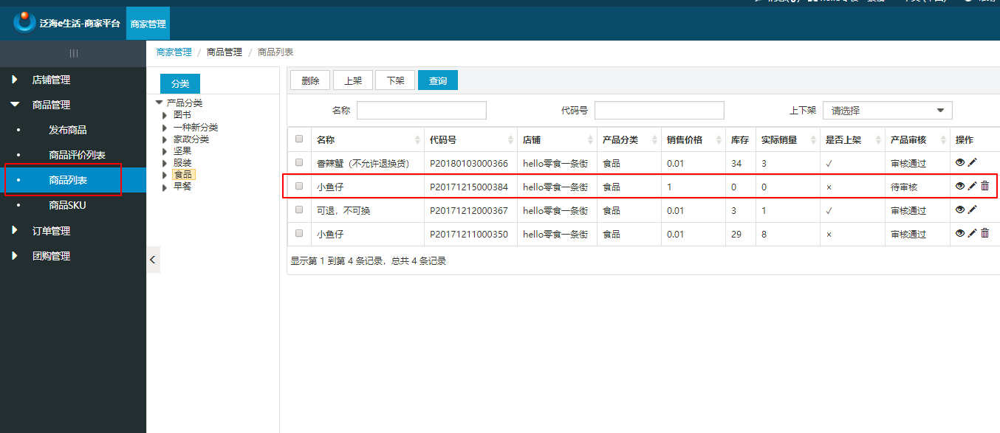 泛海e生活-商家平台 商家管理
商家管理 / 商品管理 / 商品列表
店铺管理
商品管理
发布商品
商品评价列表
商品列表
商品SKU
订单管理
团购管理
分类
产品分类
图书
一种新分类
家政分类
坚果
服装
食品
早餐
删除 上架 下架 查询
名称 代码号 上下架 请选择
名称 代码号 店铺 产品分类 销售价格 库存 实际销量 是否上架 产品审核 操作
香辣蟹（不允许退换货） P20180103000366 hello零食一条街 食品 0.01 34 3 ✓ 审核通过
小鱼仔 P20171215000384 hello零食一条街 食品 1 0 0 × 待审核
可退，不可换 P20171212000367 hello零食一条街 食品 0.01 3 1 ✓ 审核通过
小鱼仔 P20171211000350 hello零食一条街 食品 0.01 29 8 × 审核通过
显示第 1 到第 4 条记录，总共 4 条记录